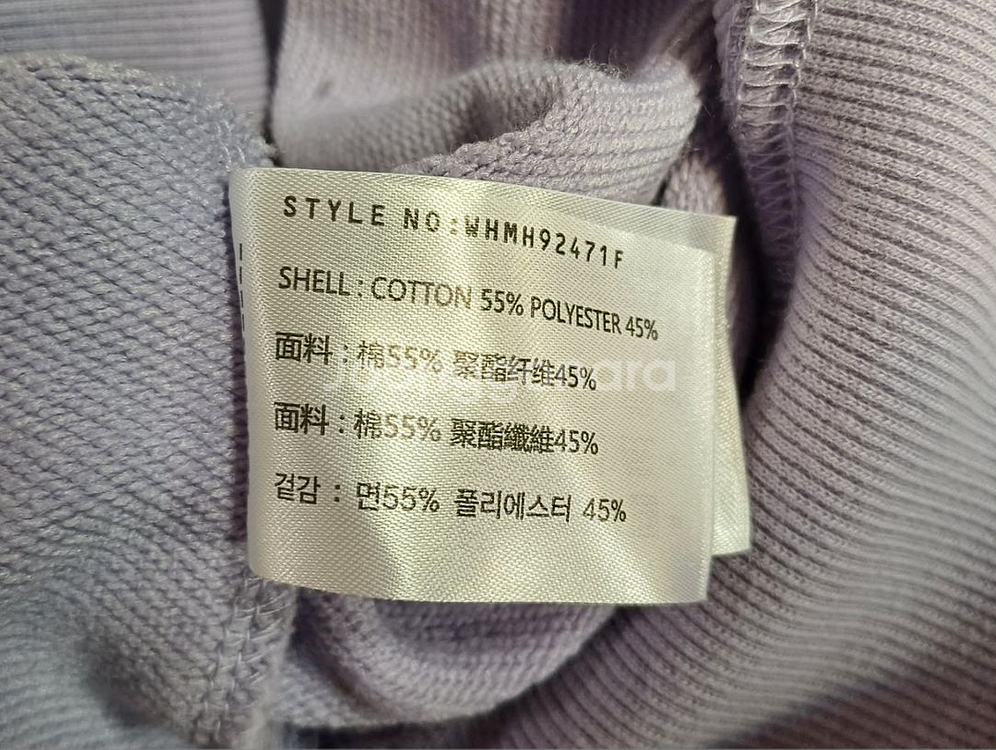 STYLE NO:WHMH92471F
SHELL : COTTON 55% POLYESTER 45%
面料 : 棉55% 聚酯纤维45%
面料 : 棉55% 聚酯纖維45%
겉감 : 면55% 폴리에스터 45%